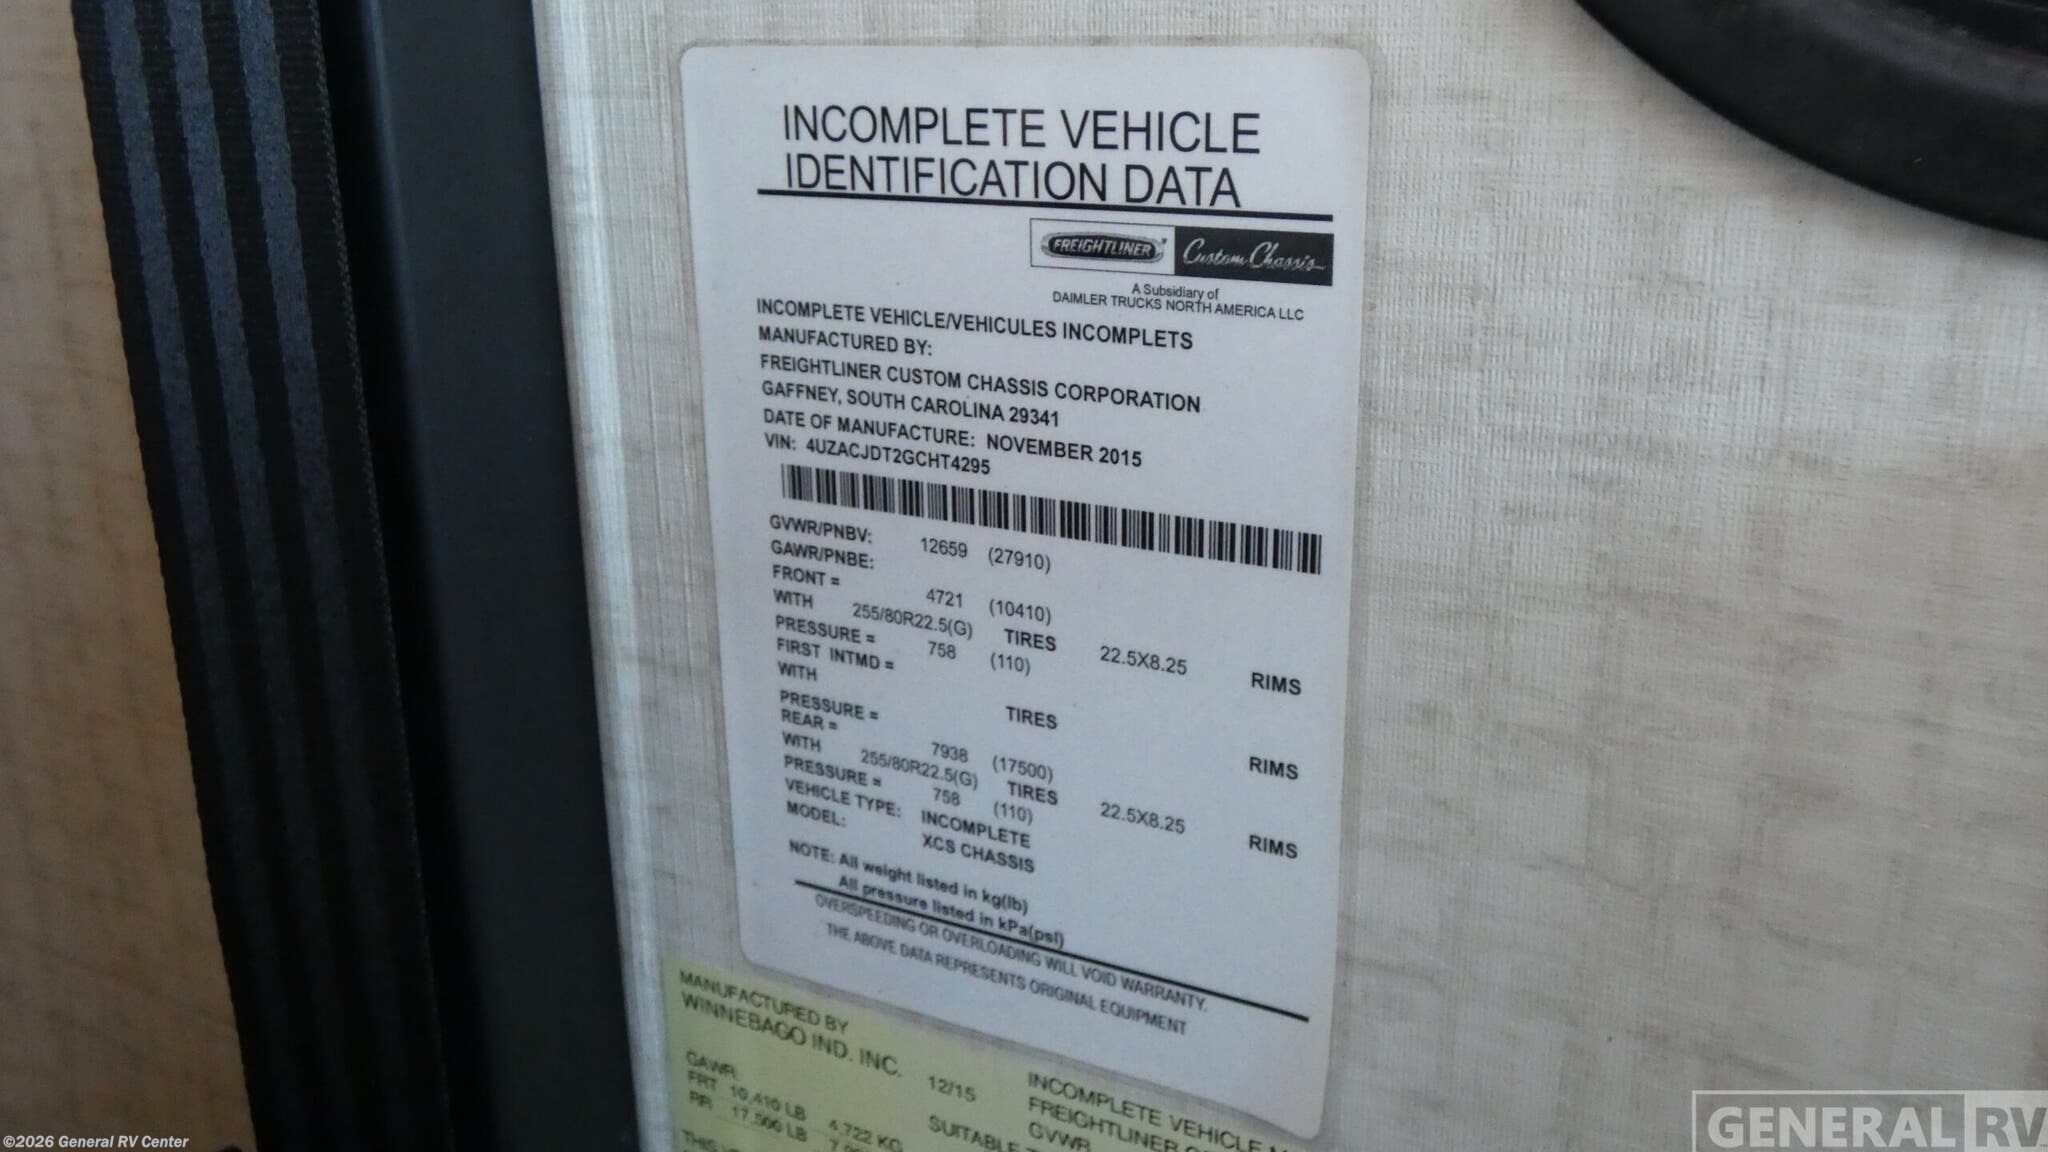 INCOMPLETE VEHICLE
IDENTIFICATION DATA
FREIGHTLINER Custom Chassis
A Subsidiary of
DAIMLER TRUCKS NORTH AMERICA LLC
INCOMPLETE VEHICLE/VEHICULES INCOMPLETS
MANUFACTURED BY:
FREIGHTLINER CUSTOM CHASSIS CORPORATION
GAFFNEY, SOUTH CAROLINA 29341
DATE OF MANUFACTURE: NOVEMBER 2015
VIN: 4UZACJDT2GCHT4295
GVWR/PNBV: 12659 (27910)
GAWR/PNBE:
FRONT = 4721 (10410)
WITH 255/80R22.5(G) TIRES 22.5X8.25 RIMS
PRESSURE = 758 (110)
FIRST INTMD =
WITH TIRES RIMS
PRESSURE =
REAR = 7938 (17500)
WITH 255/80R22.5(G) TIRES 22.5X8.25 RIMS
PRESSURE = 758 (110)
VEHICLE TYPE: INCOMPLETE
MODEL: XCS CHASSIS
NOTE: All weight listed in kg(lb)
All pressure listed in kPa(psi)
OVERSPEEDING OR OVERLOADING WILL VOID WARRANTY.
THE ABOVE DATA REPRESENTS ORIGINAL EQUIPMENT
MANUFACTURED BY
WINNEBAGO IND. INC. 12/15 INCOMPLETE VEHICLE
GAWR: FREIGHTLINER
FRT 10,410 LB 4,722 KG SUITABLE GVWR
RR 17,500 LB
THIS
©2026 General RV Center
GENERAL RV